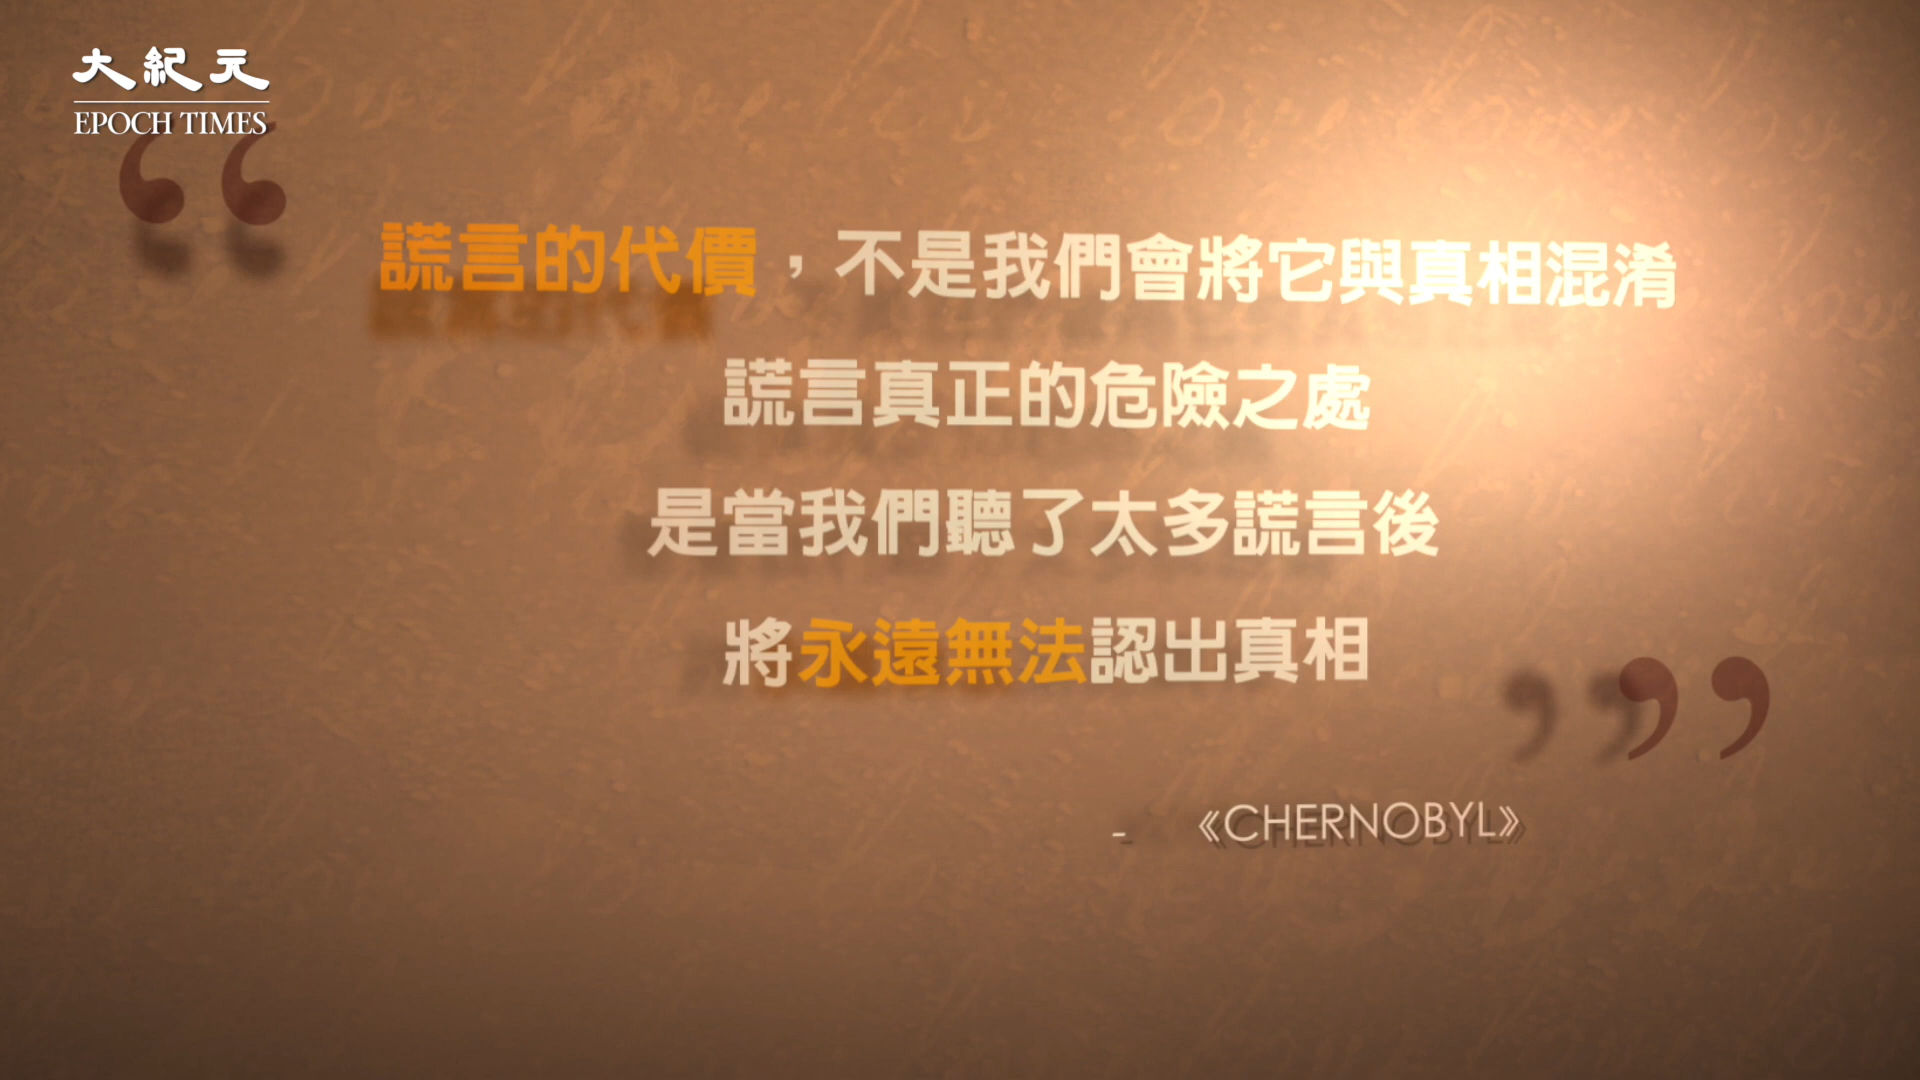 大紀元
EPOCH TIMES
“
謊言的代價，不是我們會將它與真相混淆
謊言真正的危險之處
是當我們聽了太多謊言後
將永遠無法認出真相
”
- 《CHERNOBYL》